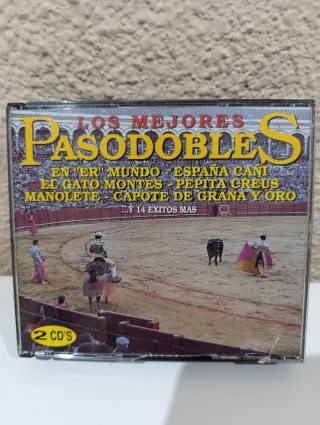 LOS MEJORES
PASODOBLES
EN "ER" MUNDO - ESPAÑA CAÑI
EL GATO MONTES - PEPITA CREUS
MANOLETE - CAPOTE DE GRANA Y ORO
...Y 14 EXITOS MAS
2 CD'S